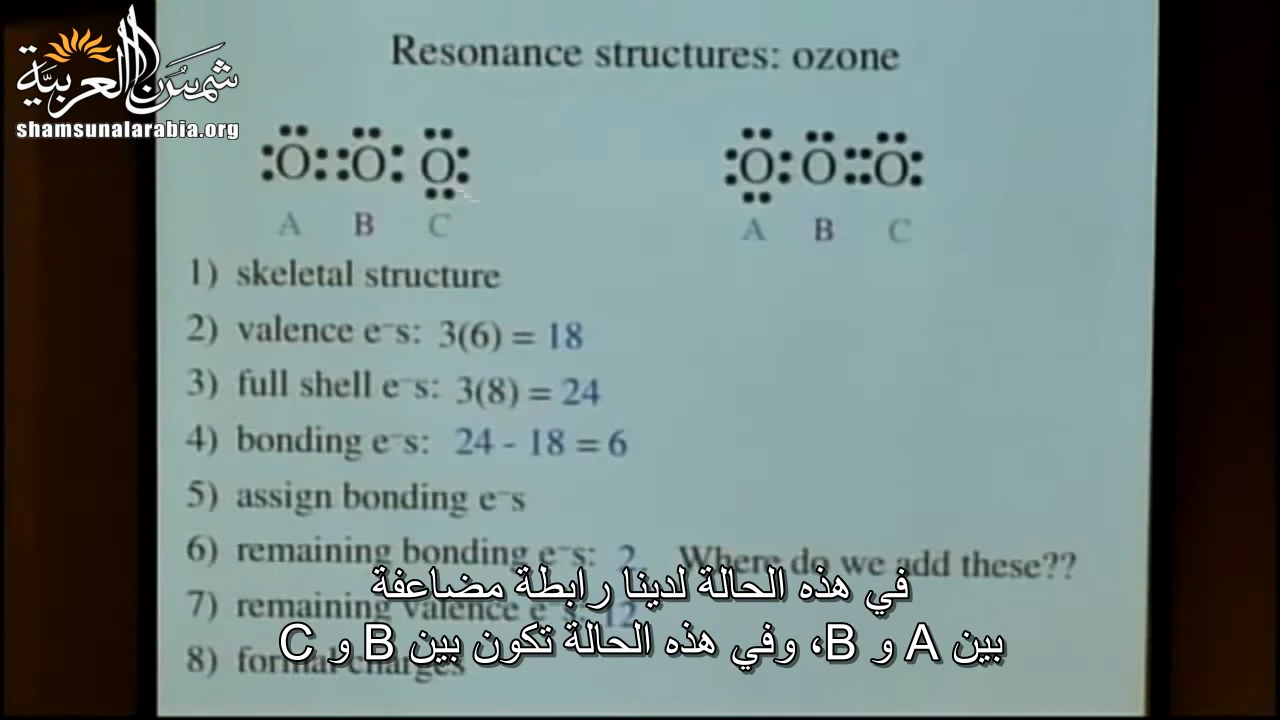 شمس العربية
shamsunalarabia.org
Resonance structures: ozone
:O::O: O:
:O:O::O:
A B C
A B C
1) skeletal structure
2) valence e⁻s: 3(6) = 18
3) full shell e⁻s: 3(8) = 24
4) bonding e⁻s: 24 - 18 = 6
5) assign bonding e⁻s
6) remaining bonding e⁻s: 2 Where do we add these??
7) remaining valence e⁻s: 12
8) formal charges
في هذه الحالة لدينا رابطة مضاعفة
بين A و B، وفي هذه الحالة تكون بين B و C